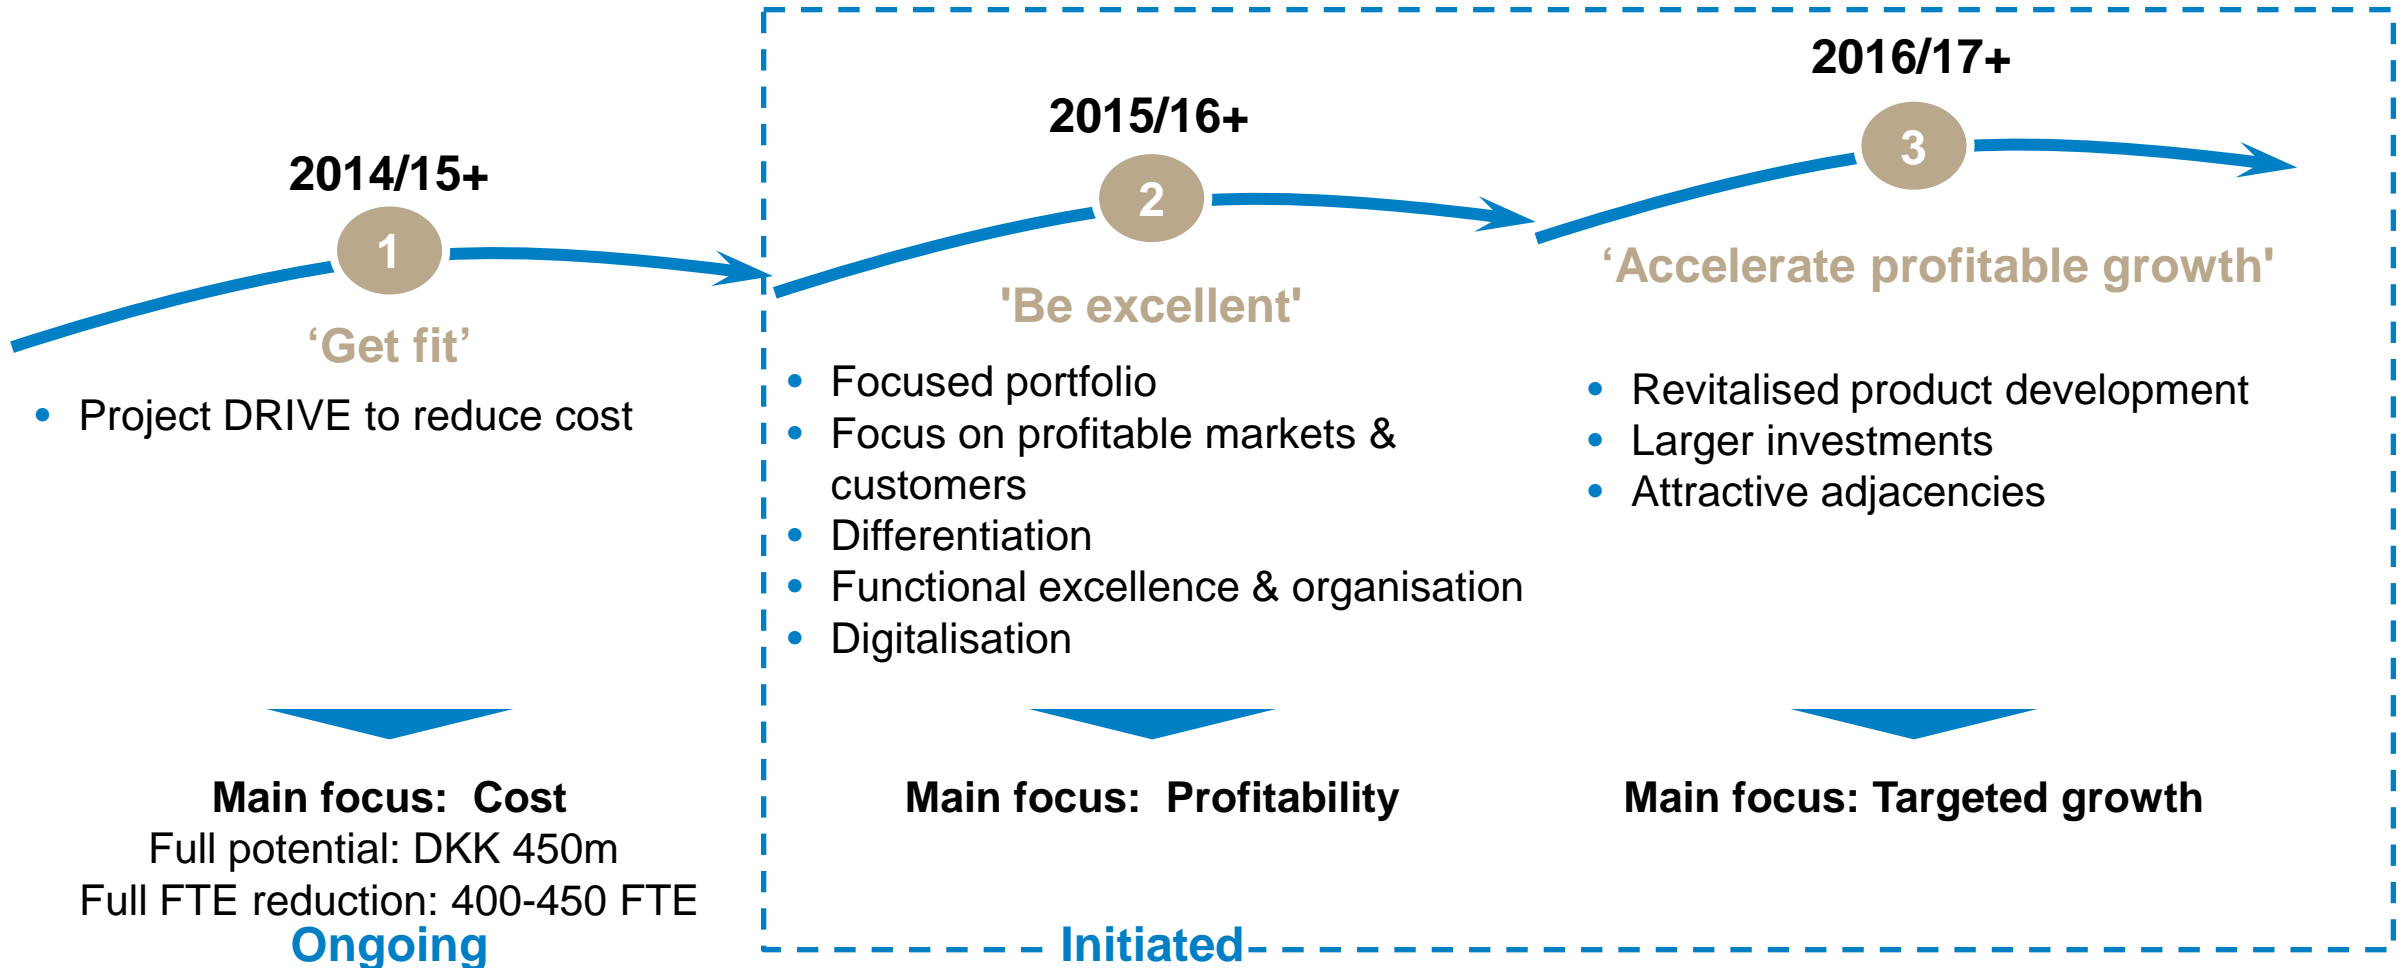 2014/15+
1
‘Get fit’
• Project DRIVE to reduce cost
Main focus:  Cost
Full potential: DKK 450m
Full FTE reduction: 400-450 FTE
Ongoing
2015/16+
2
'Be excellent'
• Focused portfolio
• Focus on profitable markets &
customers
• Differentiation
• Functional excellence & organisation
• Digitalisation
Main focus:  Profitability
Initiated
2016/17+
3
‘Accelerate profitable growth'
• Revitalised product development
• Larger investments
• Attractive adjacencies
Main focus: Targeted growth